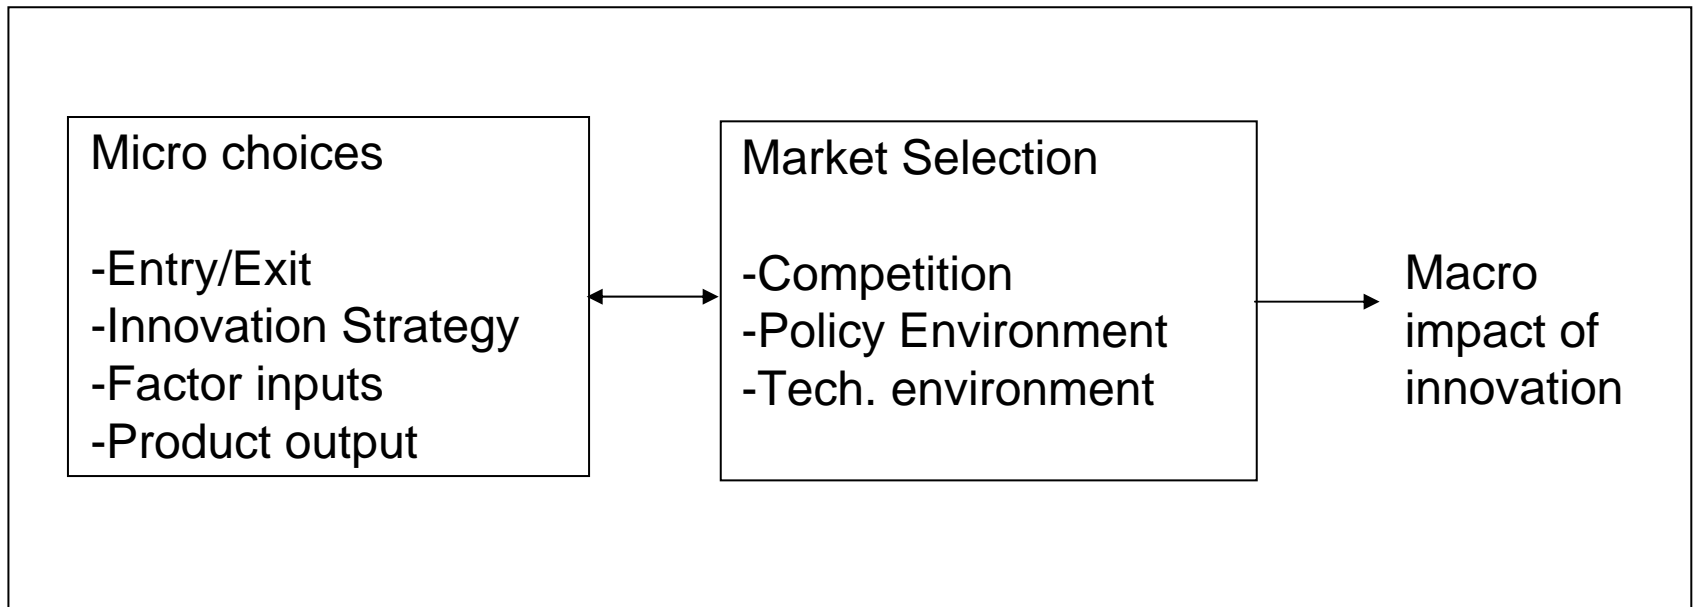 Micro choices
-Entry/Exit
-Innovation Strategy
-Factor inputs
-Product output
Market Selection
-Competition
-Policy Environment
-Tech. environment
Macro
impact of
innovation